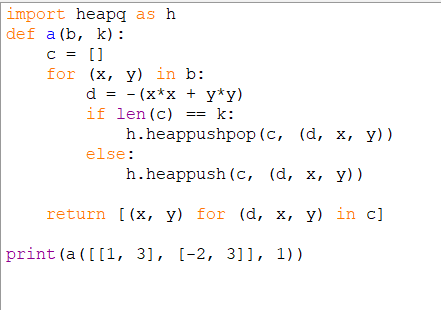 import heapq as h
def a(b, k):
    c = []
    for (x, y) in b:
        d = -(x*x + y*y)
        if len(c) == k:
            h.heappushpop(c, (d, x, y))
        else:
            h.heappush(c, (d, x, y))
    return [(x, y) for (d, x, y) in c]
print(a([[1, 3], [-2, 3]], 1))